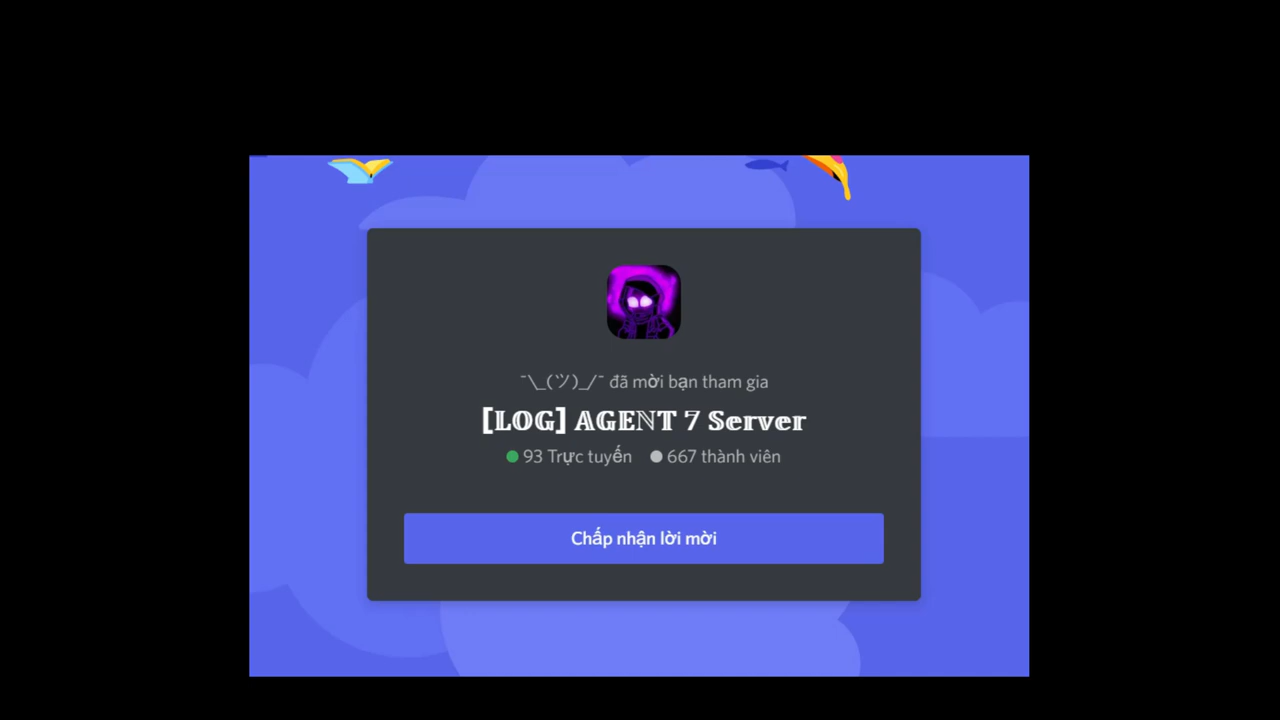 ¯\_(ツ)_/¯ đã mời bạn tham gia
[LOG] AGENT 7 Server
93 Trực tuyến 667 thành viên
Chấp nhận lời mời